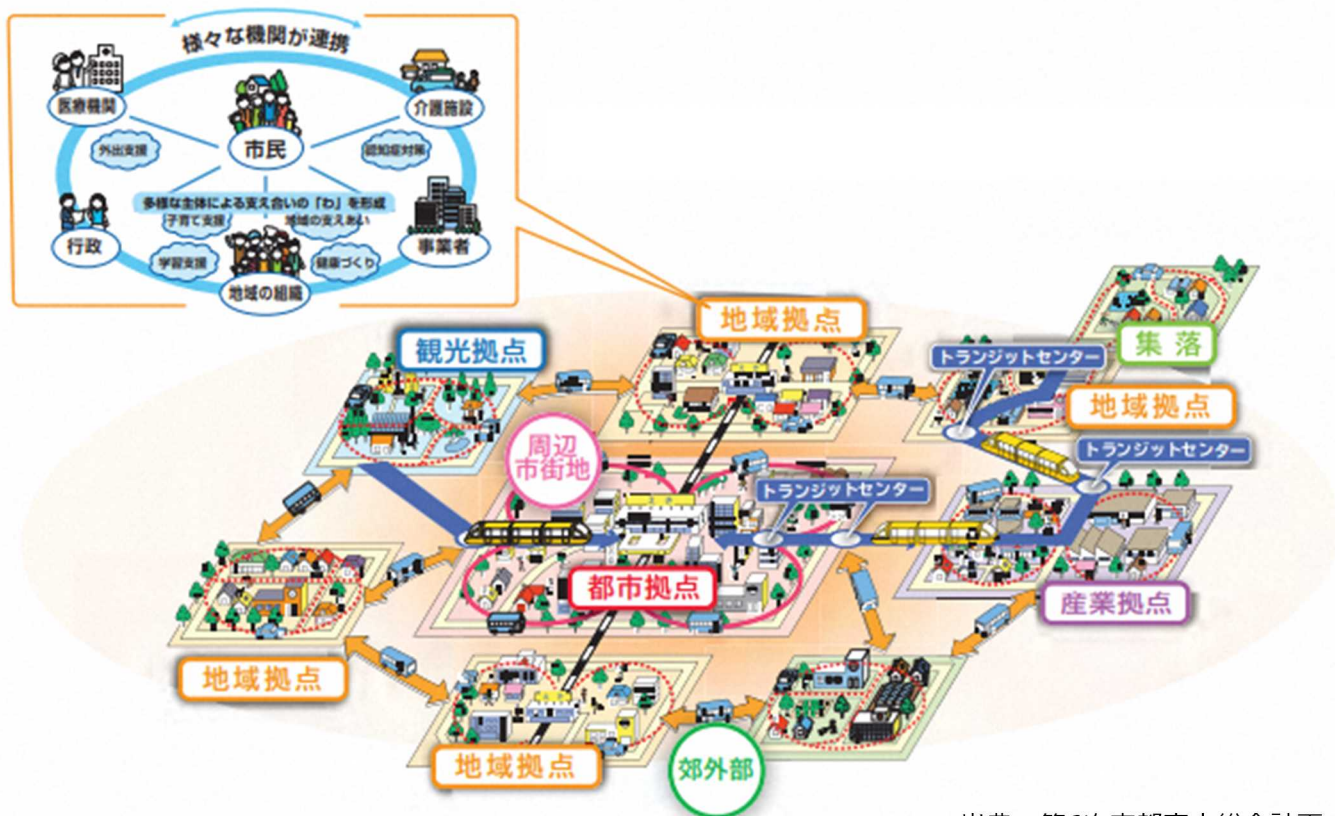 様々な機関が連携
医療機関
介護施設
市民
外出支援
認知症対策
多様な主体による支え合いの「わ」を形成
子育て支援
地域の支えあい
行政
事業者
学習支援
健康づくり
地域の組織
地域拠点
集落
観光拠点
トランジットセンター
地域拠点
周辺
市街地
トランジットセンター
トランジットセンター
都市拠点
産業拠点
地域拠点
地域拠点
郊外部